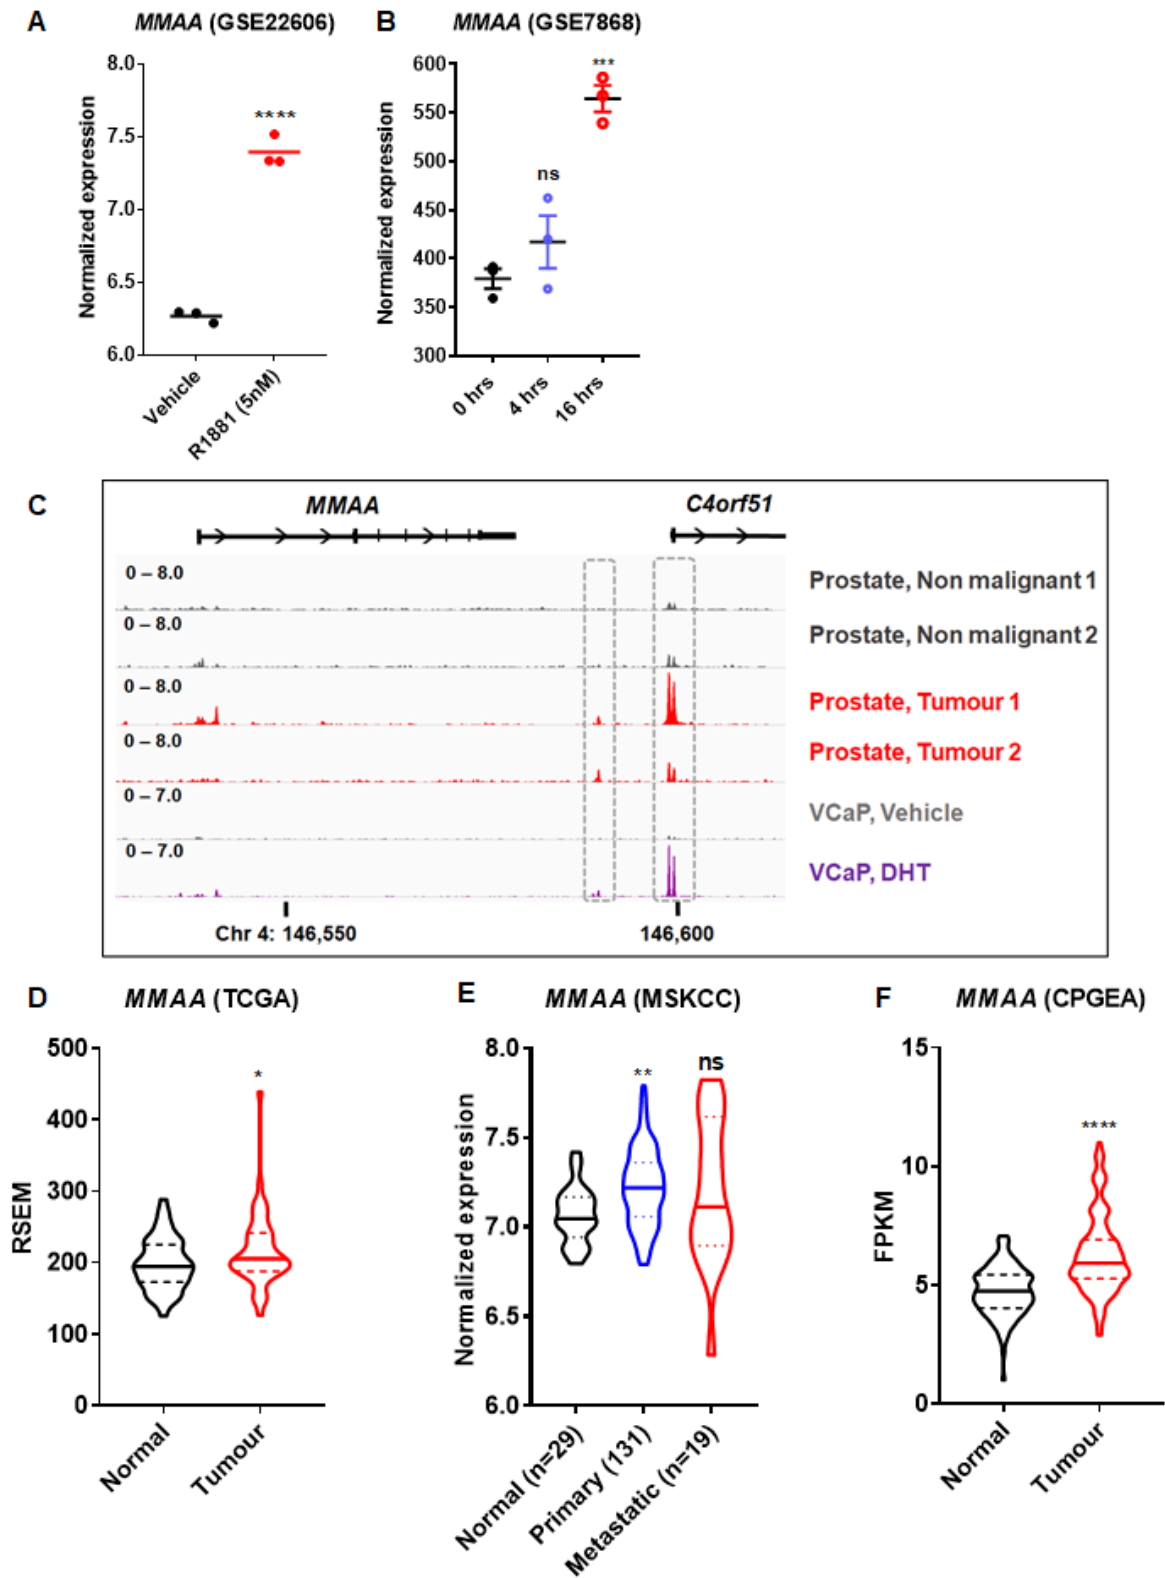 A
MMAA (GSE22606)
Normalized expression
8.0
7.5
7.0
6.5
6.0
****
Vehicle
R1881 (5nM)
B
MMAA (GSE7868)
Normalized expression
600
550
500
450
400
350
300
ns
***
0 hrs
4 hrs
16 hrs
C
MMAA
C4orf51
0 – 8.0
Prostate, Non malignant 1
0 – 8.0
Prostate, Non malignant 2
0 – 8.0
Prostate, Tumour 1
0 – 8.0
Prostate, Tumour 2
0 – 7.0
VCaP, Vehicle
0 – 7.0
VCaP, DHT
Chr 4: 146,550
146,600
D
MMAA (TCGA)
RSEM
500
400
300
200
100
0
*
Normal
Tumour
E
MMAA (MSKCC)
Normalized expression
8.0
7.5
7.0
6.5
6.0
**
ns
Normal (n=29)
Primary (131)
Metastatic (n=19)
F
MMAA (CPGEA)
FPKM
15
10
5
0
****
Normal
Tumour